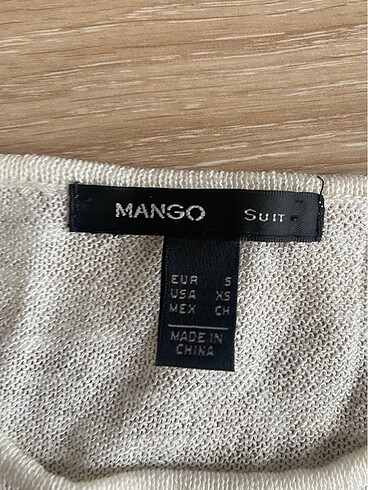 MANGO SUIT
EUR S
USA XS
MEX CH
MADE IN
CHINA